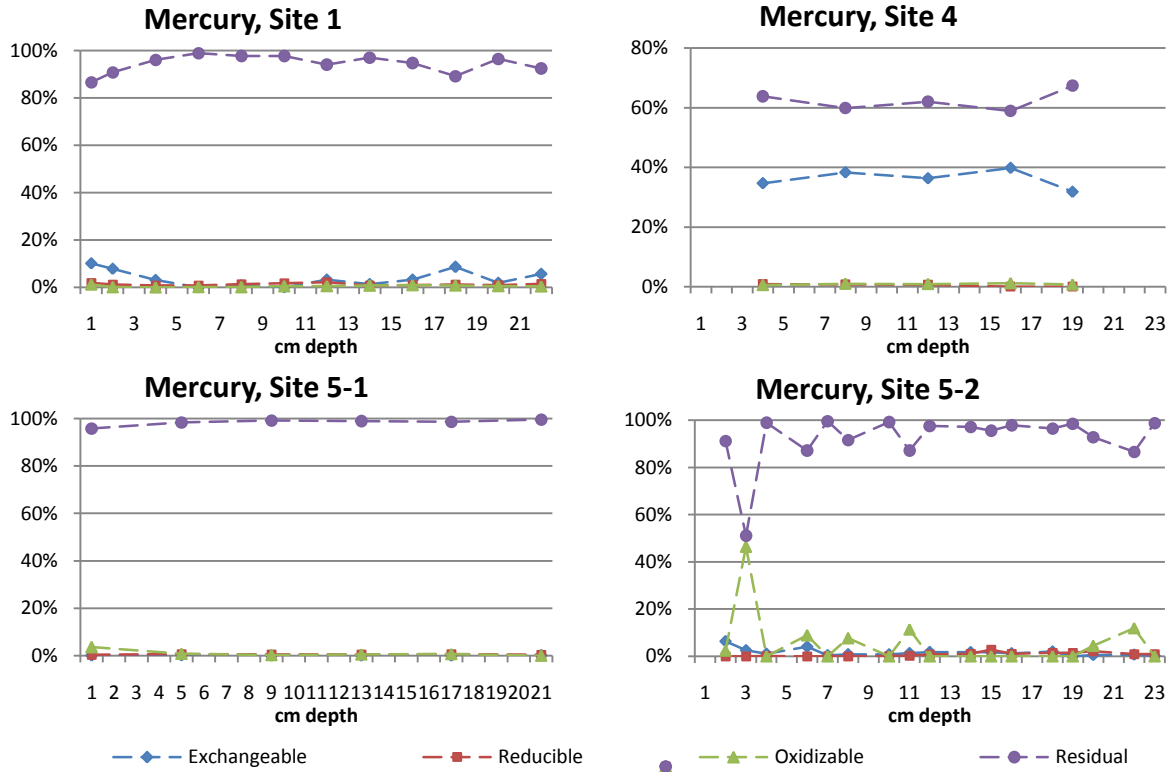 Mercury, Site 1
100%
80%
60%
40%
20%
0%
1 3 5 7 9 11 13 15 17 19 21
cm depth
Mercury, Site 4
80%
60%
40%
20%
0%
1 3 5 7 9 11 13 15 17 19 21 23
cm depth
Mercury, Site 5-1
100%
80%
60%
40%
20%
0%
1 2 3 4 5 6 7 8 9 10 11 12 13 14 15 16 17 18 19 20 21
cm depth
Mercury, Site 5-2
100%
80%
60%
40%
20%
0%
1 3 5 7 9 11 13 15 17 19 21 23
cm depth
Exchangeable Reducible Oxidizable Residual